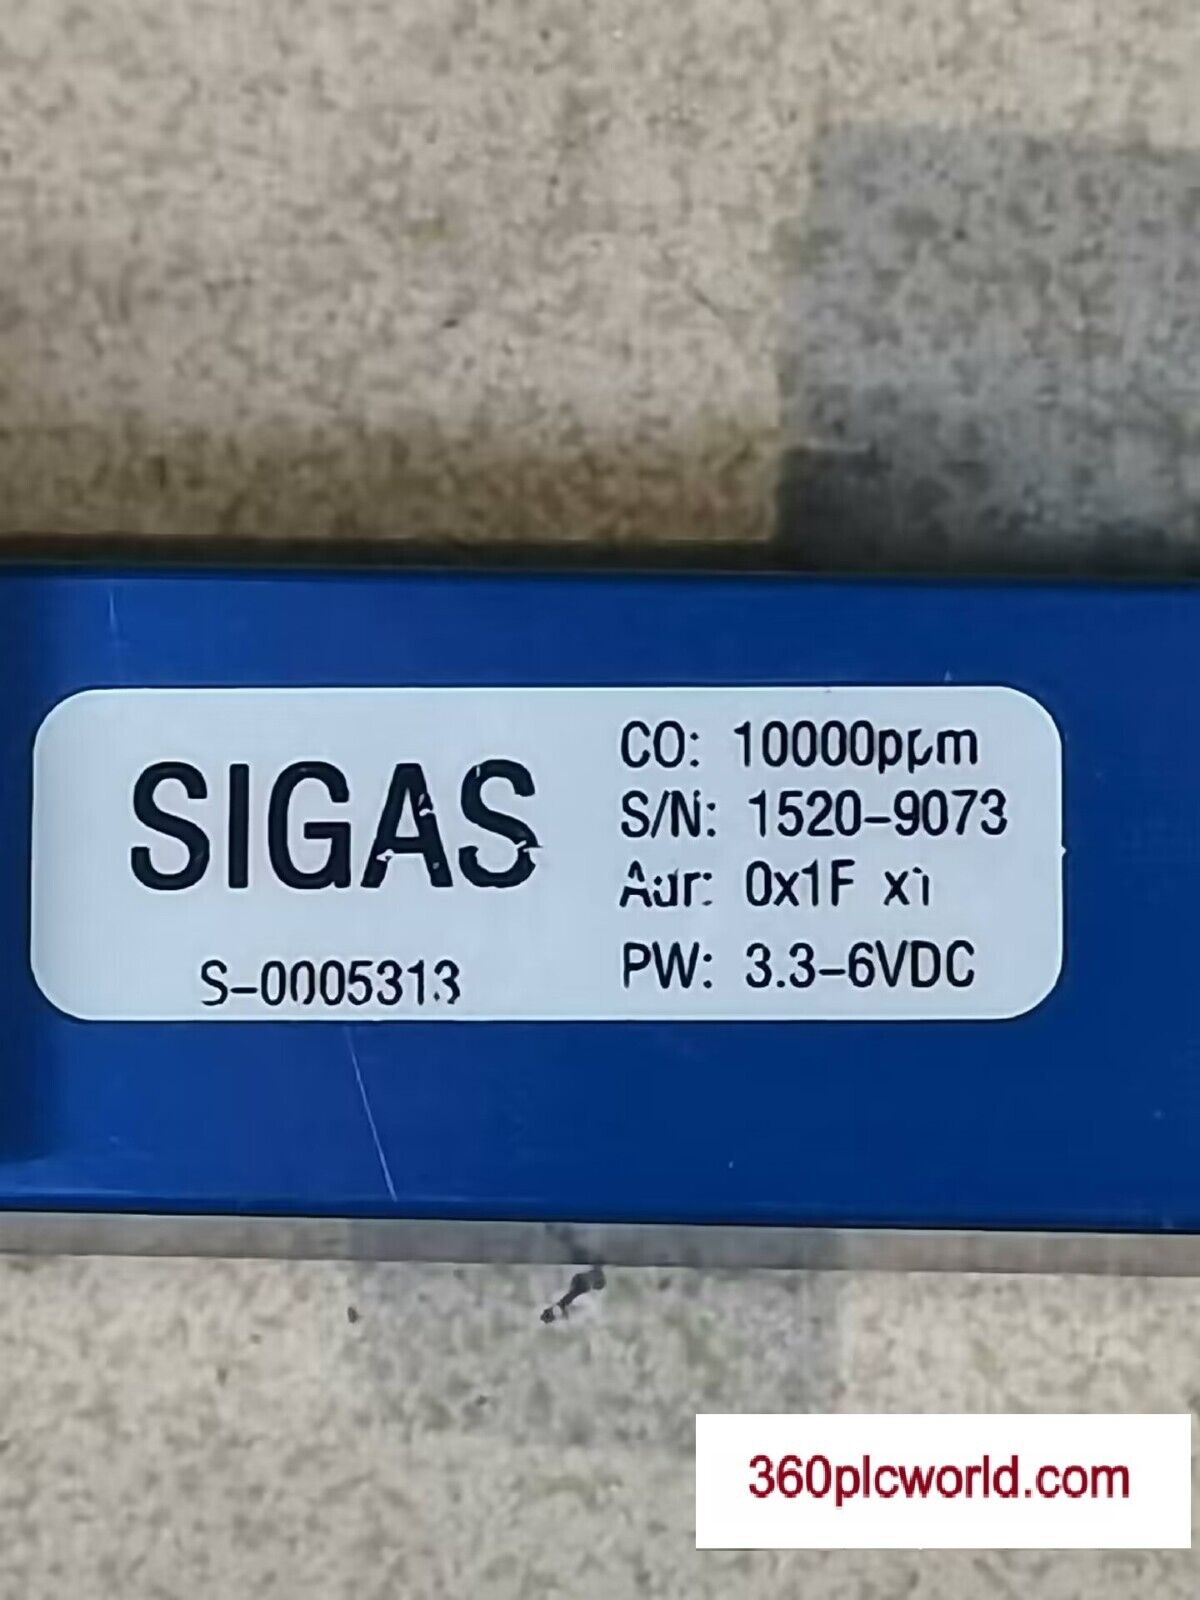 SIGAS
S-0005313
CO: 10000ppm
S/N: 1520-9073
Adr: 0x1F x1
PW: 3.3-6VDC
360plcworld.com